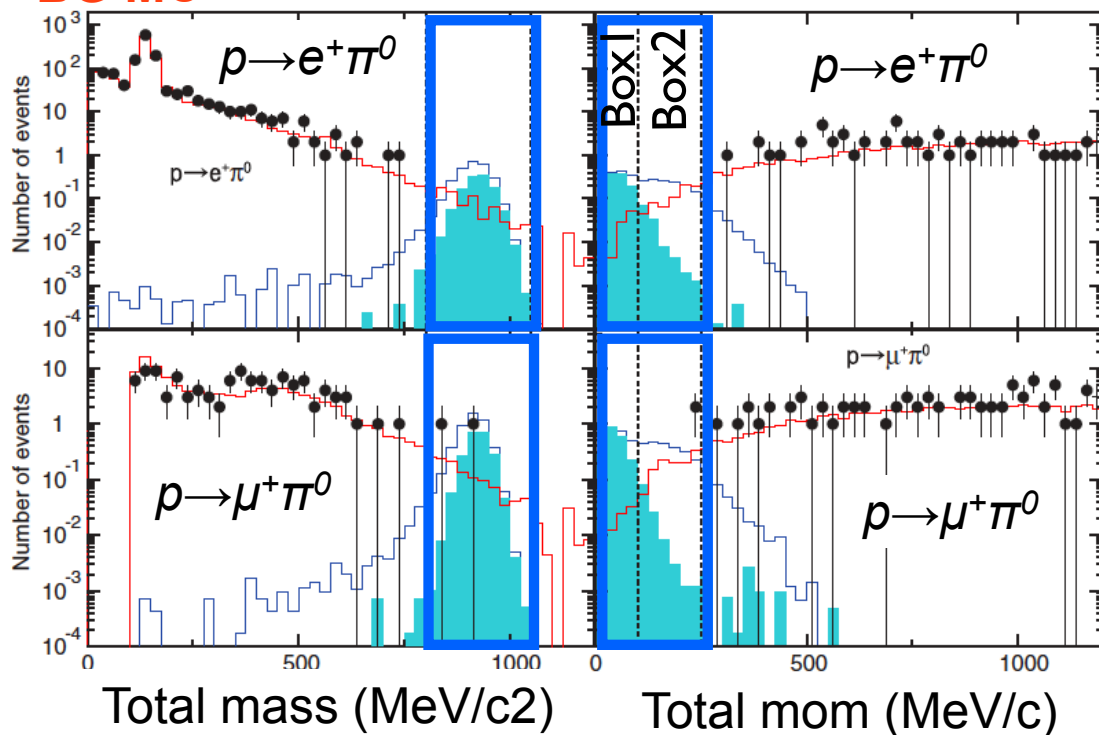 10³
10²
10
1
10⁻¹
10⁻²
10⁻³
10⁻⁴
Number of events
p→e⁺π⁰
p→e⁺π⁰
Box1
Box2
p→e⁺π⁰
10
1
10⁻¹
10⁻²
10⁻³
10⁻⁴
Number of events
p→μ⁺π⁰
p→μ⁺π⁰
p→μ⁺π⁰
0 500 1000 0 500 1000
Total mass (MeV/c2) Total mom (MeV/c)